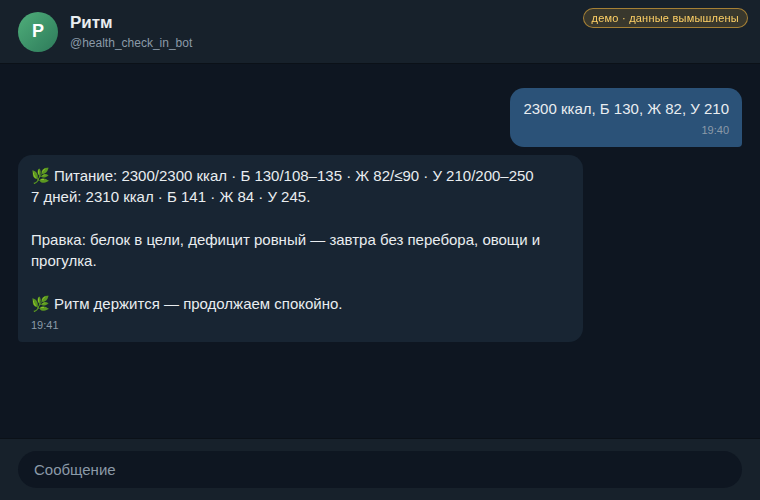 Р
Ритм
@health_check_in_bot
демо · данные вымышлены
2300 ккал, Б 130, Ж 82, У 210
19:40
🌿 Питание: 2300/2300 ккал · Б 130/108–135 · Ж 82/≤90 · У 210/200–250
7 дней: 2310 ккал · Б 141 · Ж 84 · У 245.
Правка: белок в цели, дефицит ровный — завтра без перебора, овощи и
прогулка.
🌿 Ритм держится — продолжаем спокойно.
19:41
Сообщение